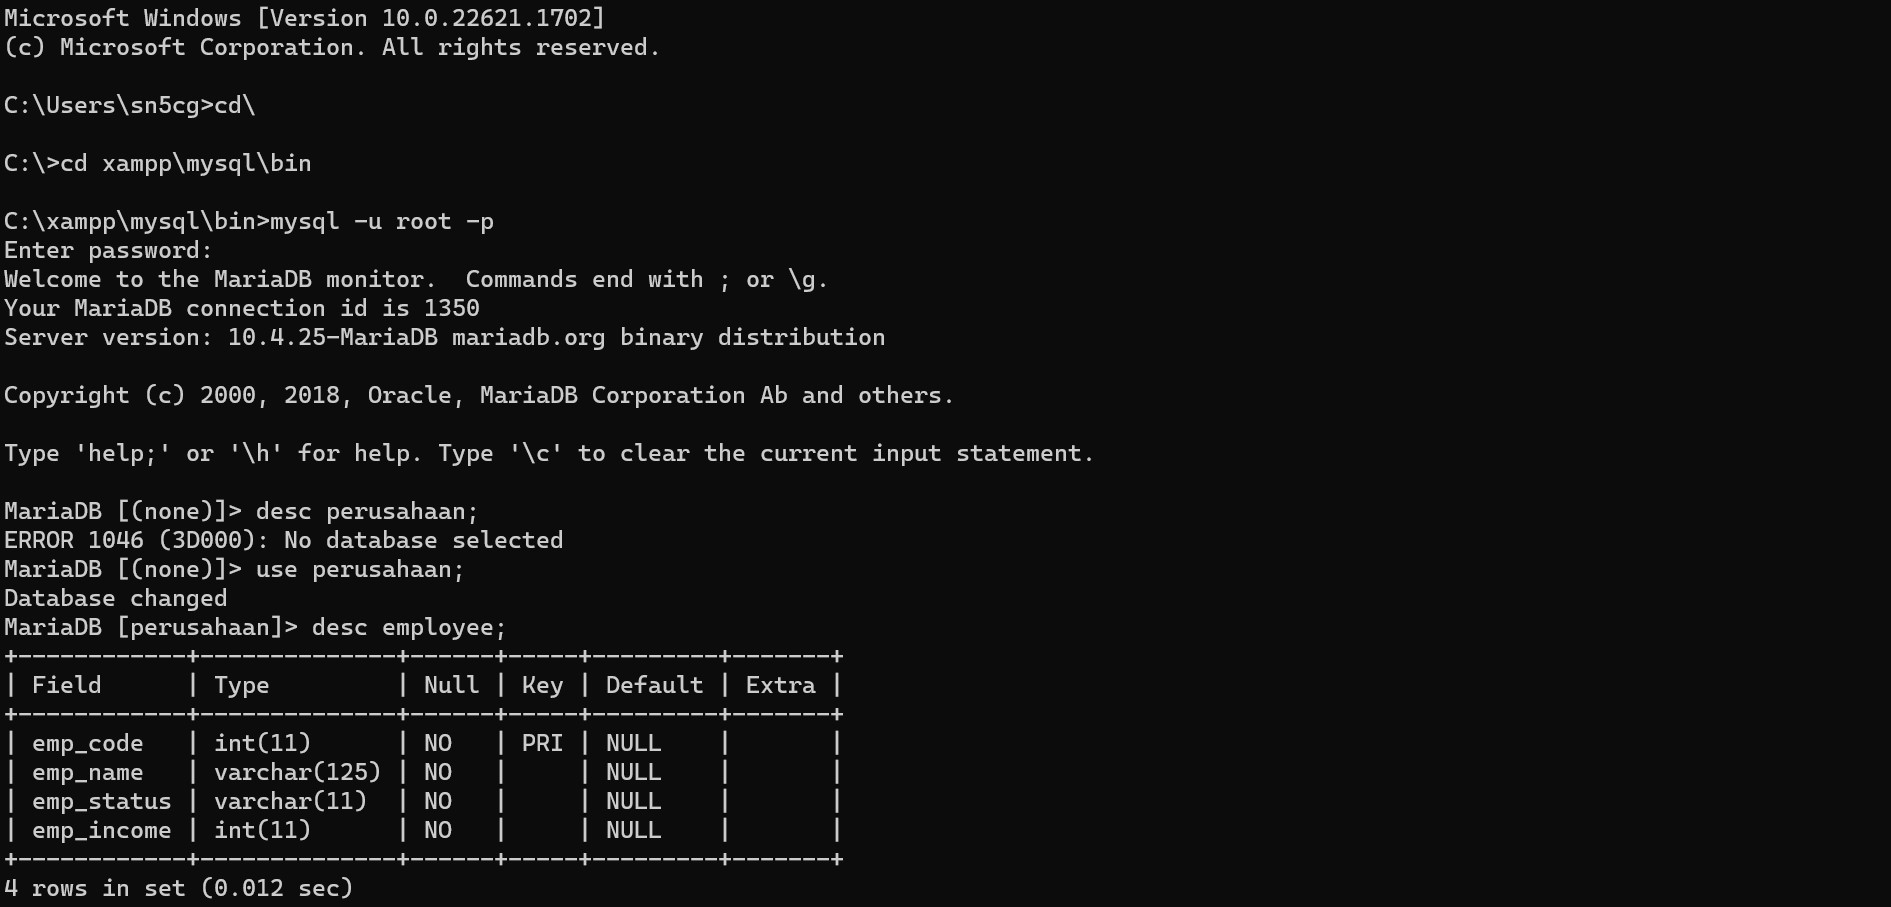 Microsoft Windows [Version 10.0.22621.1702]
(c) Microsoft Corporation. All rights reserved.

C:\Users\sn5cg>cd\

C:\>cd xampp\mysql\bin

C:\xampp\mysql\bin>mysql -u root -p
Enter password:
Welcome to the MariaDB monitor.  Commands end with ; or \g.
Your MariaDB connection id is 1350
Server version: 10.4.25-MariaDB mariadb.org binary distribution

Copyright (c) 2000, 2018, Oracle, MariaDB Corporation Ab and others.

Type 'help;' or '\h' for help. Type '\c' to clear the current input statement.

MariaDB [(none)]> desc perusahaan;
ERROR 1046 (3D000): No database selected
MariaDB [(none)]> use perusahaan;
Database changed
MariaDB [perusahaan]> desc employee;
+------------+--------------+------+-----+---------+-------+
| Field      | Type         | Null | Key | Default | Extra |
+------------+--------------+------+-----+---------+-------+
| emp_code   | int(11)      | NO   | PRI | NULL    |       |
| emp_name   | varchar(125) | NO   |     | NULL    |       |
| emp_status | varchar(11)  | NO   |     | NULL    |       |
| emp_income | int(11)      | NO   |     | NULL    |       |
+------------+--------------+------+-----+---------+-------+
4 rows in set (0.012 sec)